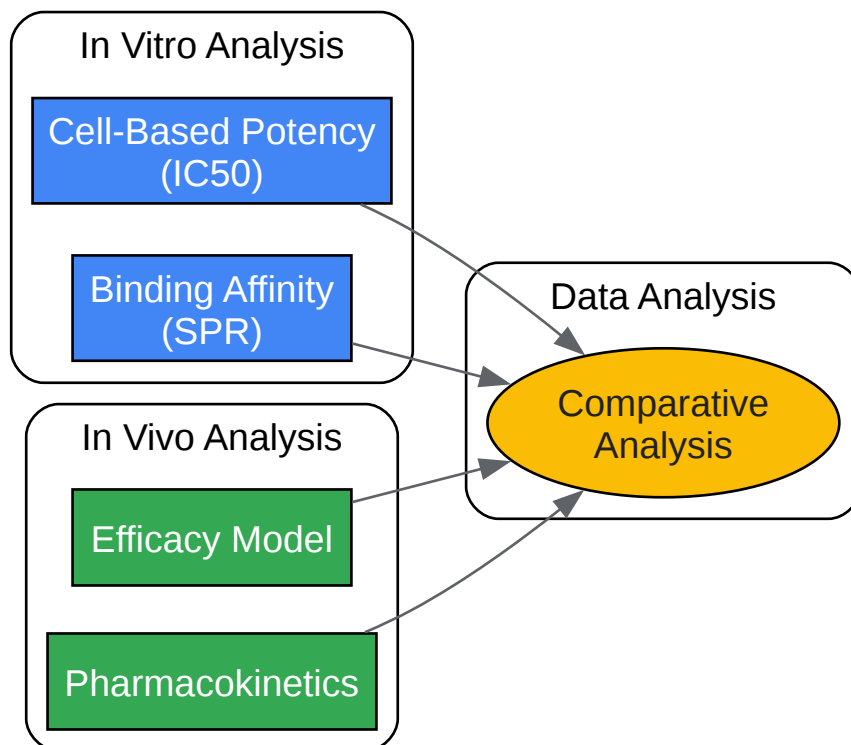 In Vitro Analysis
Cell-Based Potency
(IC50)
Binding Affinity
(SPR)
In Vivo Analysis
Efficacy Model
Pharmacokinetics
Data Analysis
Comparative
Analysis